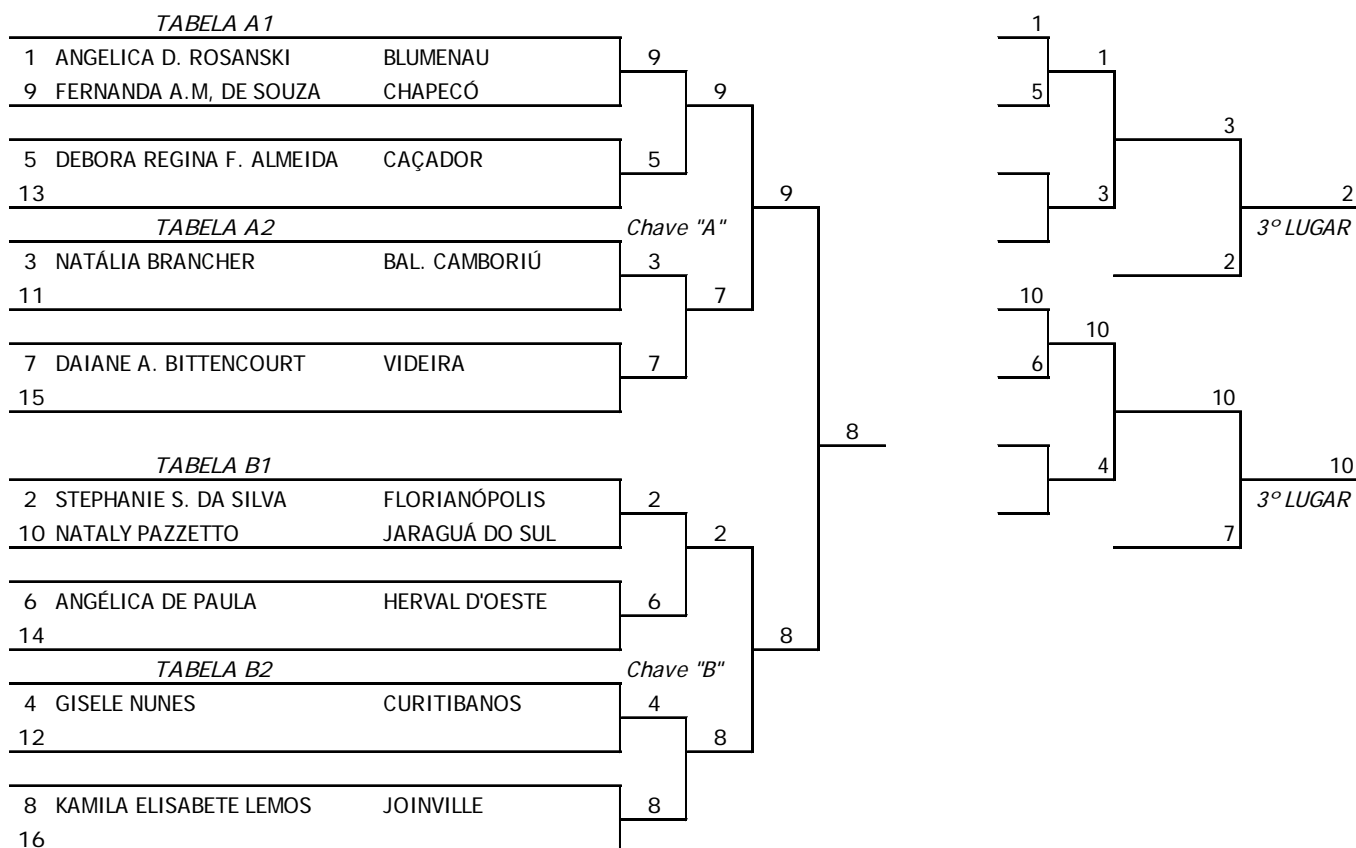 TABELA A1 1
1 ANGELICA D. ROSANSKI BLUMENAU 9 1
9 FERNANDA A.M, DE SOUZA CHAPECÓ 9 5
3
5 DEBORA REGINA F. ALMEIDA CAÇADOR 5
13 9 3 2
TABELA A2 Chave "A" 3º LUGAR
3 NATÁLIA BRANCHER BAL. CAMBORIÚ 3 2
11 7 10
10
7 DAIANE A. BITTENCOURT VIDEIRA 7 6
15 10
8
TABELA B1 4 10
2 STEPHANIE S. DA SILVA FLORIANÓPOLIS 2 3º LUGAR
10 NATALY PAZZETTO JARAGUÁ DO SUL 2 7
6 ANGÉLICA DE PAULA HERVAL D'OESTE 6
14 8
TABELA B2 Chave "B"
4 GISELE NUNES CURITIBANOS 4
12 8
8 KAMILA ELISABETE LEMOS JOINVILLE 8
16